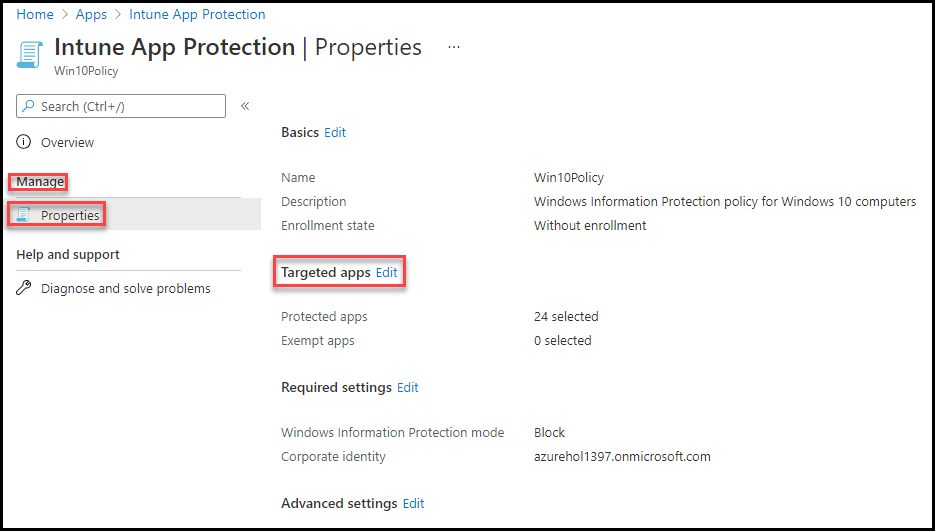 Home > Apps > Intune App Protection
Intune App Protection | Properties ...
Win10Policy
Search (Ctrl+/) «
Overview
Manage
Properties
Help and support
Diagnose and solve problems
Basics Edit
Name Win10Policy
Description Windows Information Protection policy for Windows 10 computers
Enrollment state Without enrollment
Targeted apps Edit
Protected apps 24 selected
Exempt apps 0 selected
Required settings Edit
Windows Information Protection mode Block
Corporate identity azurehol1397.onmicrosoft.com
Advanced settings Edit